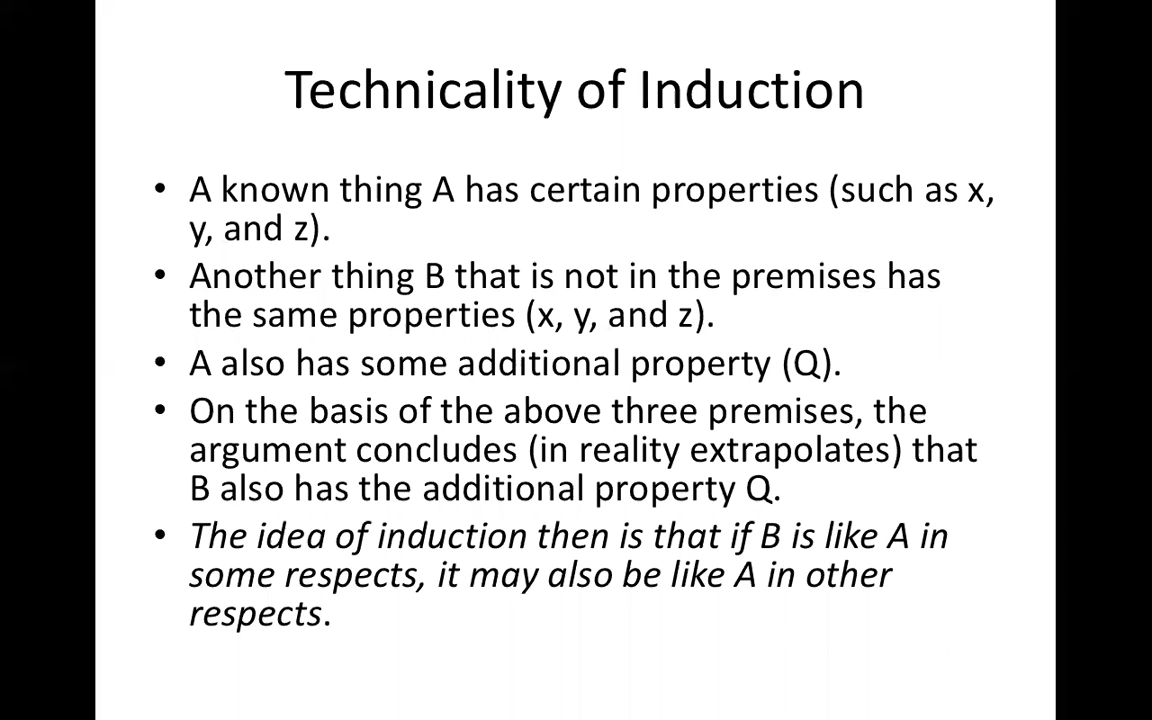 Technicality of Induction
• A known thing A has certain properties (such as x,
y, and z).
• Another thing B that is not in the premises has
the same properties (x, y, and z).
• A also has some additional property (Q).
• On the basis of the above three premises, the
argument concludes (in reality extrapolates) that
B also has the additional property Q.
• The idea of induction then is that if B is like A in
some respects, it may also be like A in other
respects.